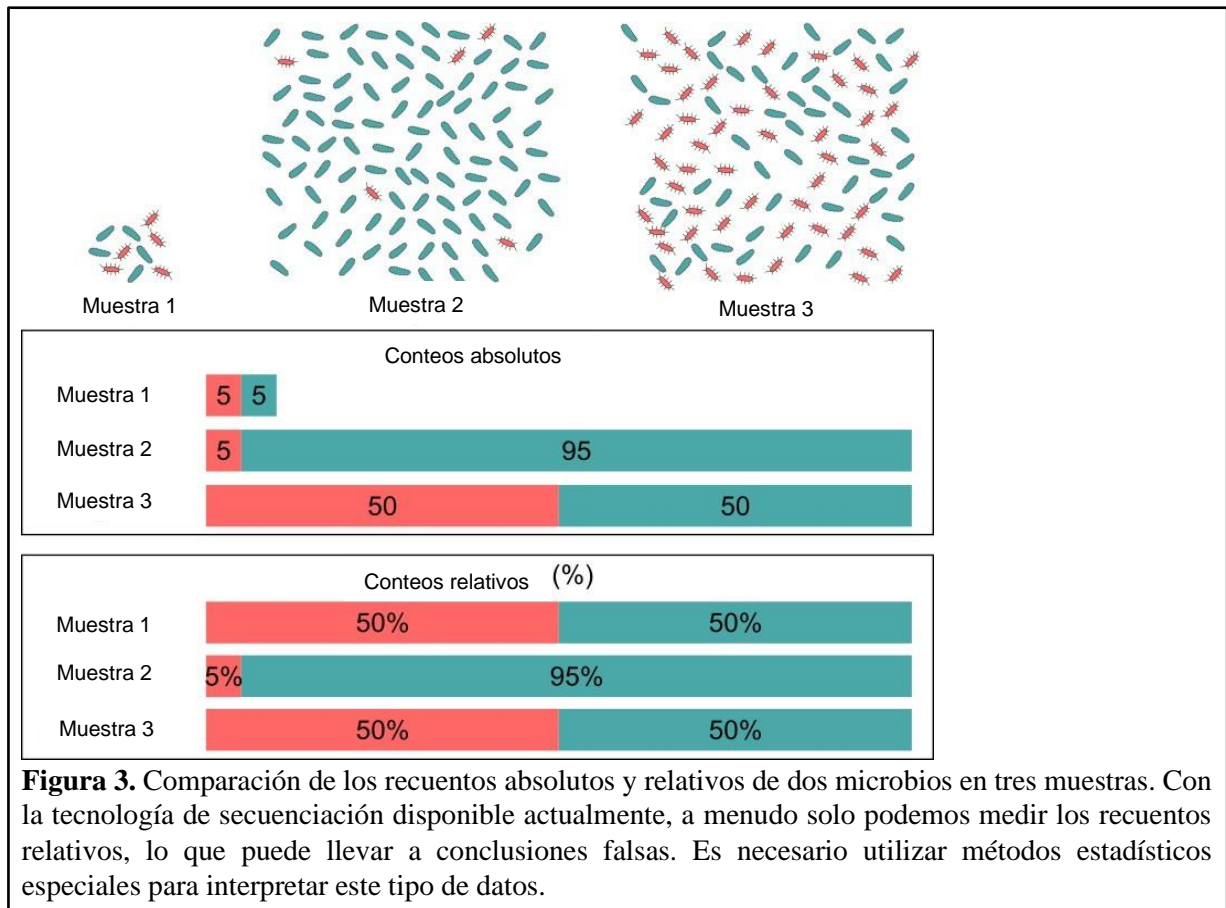 Muestra 1
Muestra 2
Muestra 3
Conteos absolutos
Muestra 1 5 5
Muestra 2 5 95
Muestra 3 50 50
Conteos relativos (%)
Muestra 1 50% 50%
Muestra 2 5% 95%
Muestra 3 50% 50%
Figura 3. Comparación de los recuentos absolutos y relativos de dos microbios en tres muestras. Con
la tecnología de secuenciación disponible actualmente, a menudo solo podemos medir los recuentos
relativos, lo que puede llevar a conclusiones falsas. Es necesario utilizar métodos estadísticos
especiales para interpretar este tipo de datos.